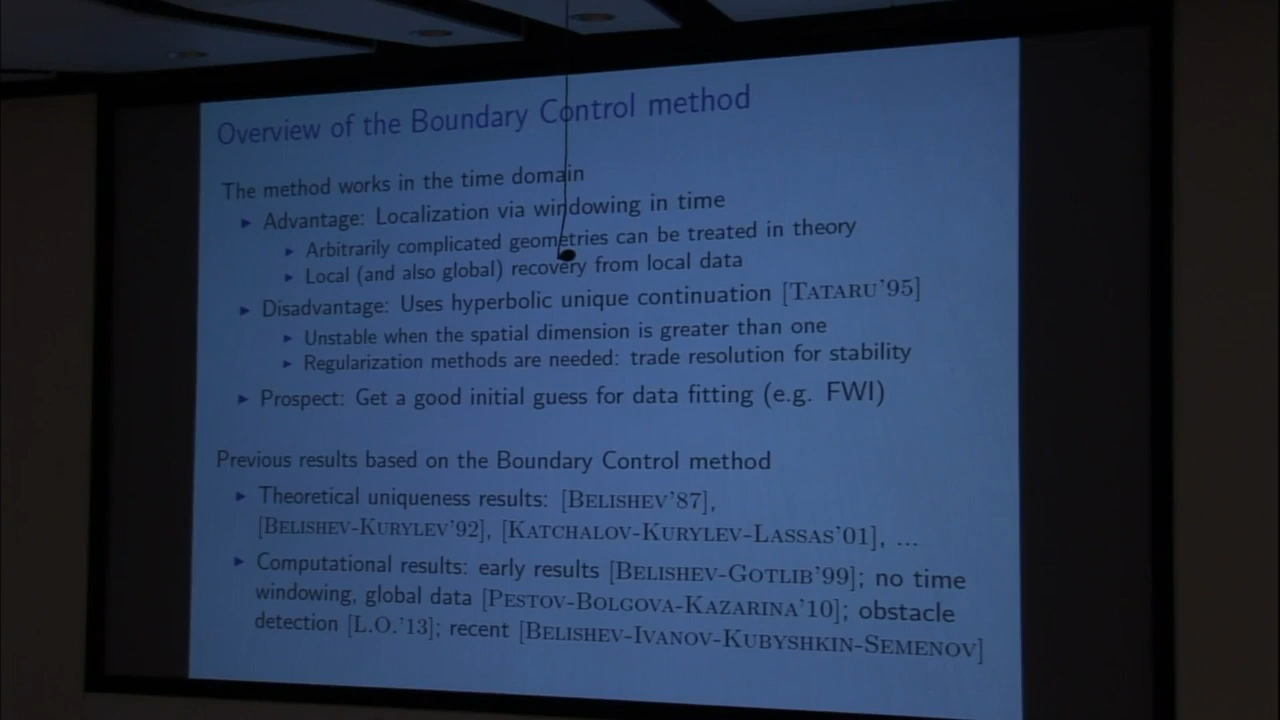 Overview of the Boundary Control method
The method works in the time domain
▸ Advantage: Localization via windowing in time
▸ Arbitrarily complicated geometries can be treated in theory
▸ Local (and also global) recovery from local data
▸ Disadvantage: Uses hyperbolic unique continuation [TATARU'95]
▸ Unstable when the spatial dimension is greater than one
▸ Regularization methods are needed: trade resolution for stability
▸ Prospect: Get a good initial guess for data fitting (e.g. FWI)
Previous results based on the Boundary Control method
▸ Theoretical uniqueness results: [BELISHEV'87],
[BELISHEV-KURYLEV'92], [KATCHALOV-KURYLEV-LASSAS'01], ...
▸ Computational results: early results [BELISHEV-GOTLIB'99]; no time
windowing, global data [PESTOV-BOLGOVA-KAZARINA'10]; obstacle
detection [L.O.'13]; recent [BELISHEV-IVANOV-KUBYSHKIN-SEMENOV]